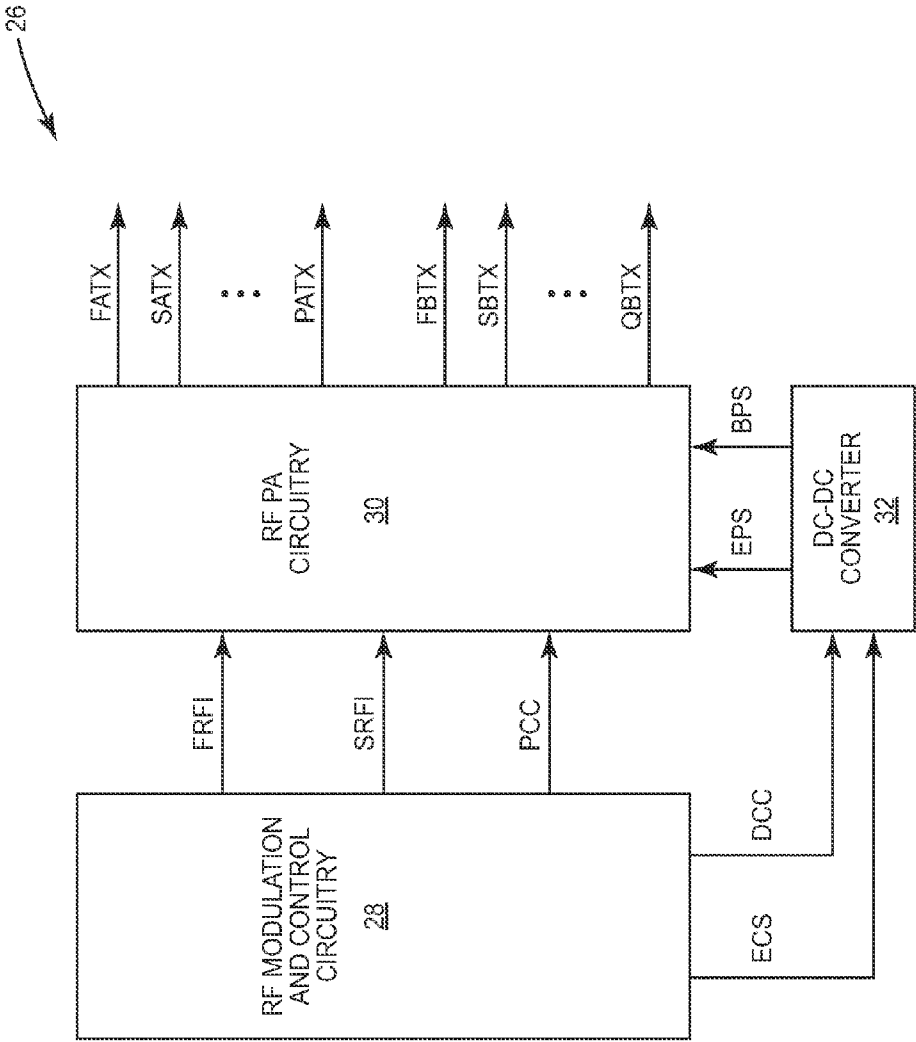 26
FATX
SATX
...
PATX
FBTX
SBTX
...
QBTX
RF PA
CIRCUITRY
30
BPS
EPS
DC-DC
CONVERTER
32
FRFI
SRFI
PCC
DCC
ECS
RF MODULATION
AND CONTROL
CIRCUITRY
28